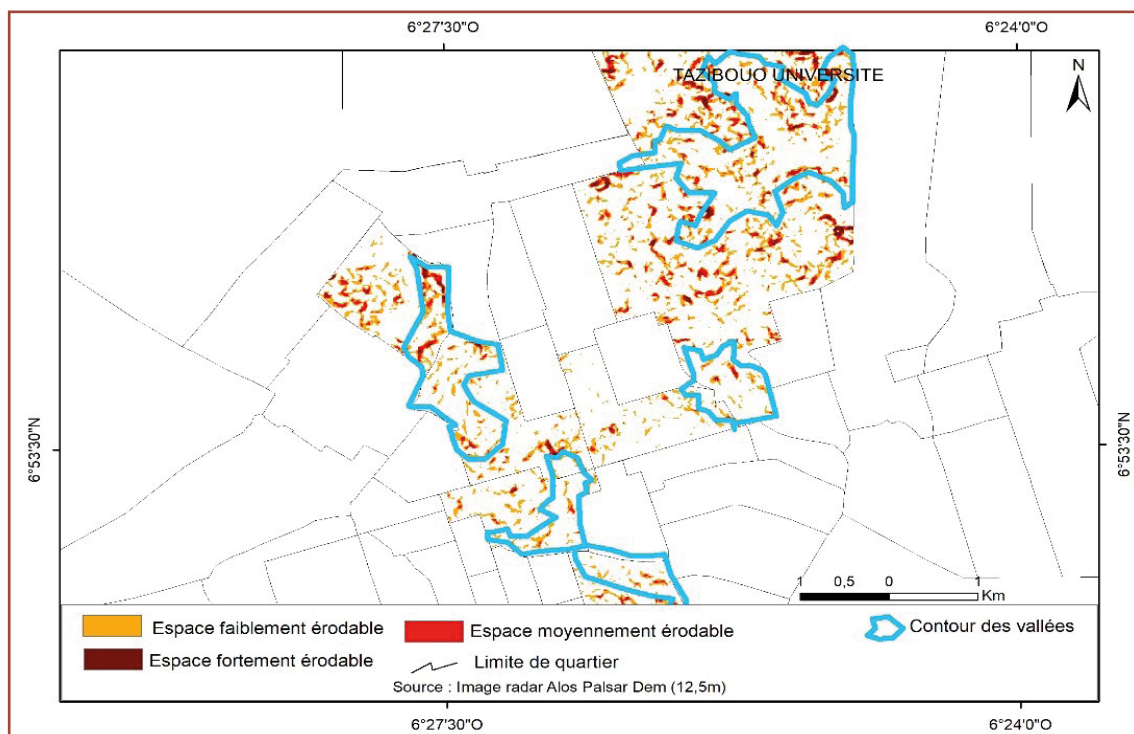 6°27'30"O
6°24'0"O
TAZIBOUO UNIVERSITE
N
6°53'30"N
6°53'30"N
1 0,5 0 1
Km
Espace faiblement érodable
Espace moyennement érodable
Contour des vallées
Espace fortement érodable
Limite de quartier
Source : Image radar Alos Palsar Dem (12,5m)
6°27'30"O
6°24'0"O